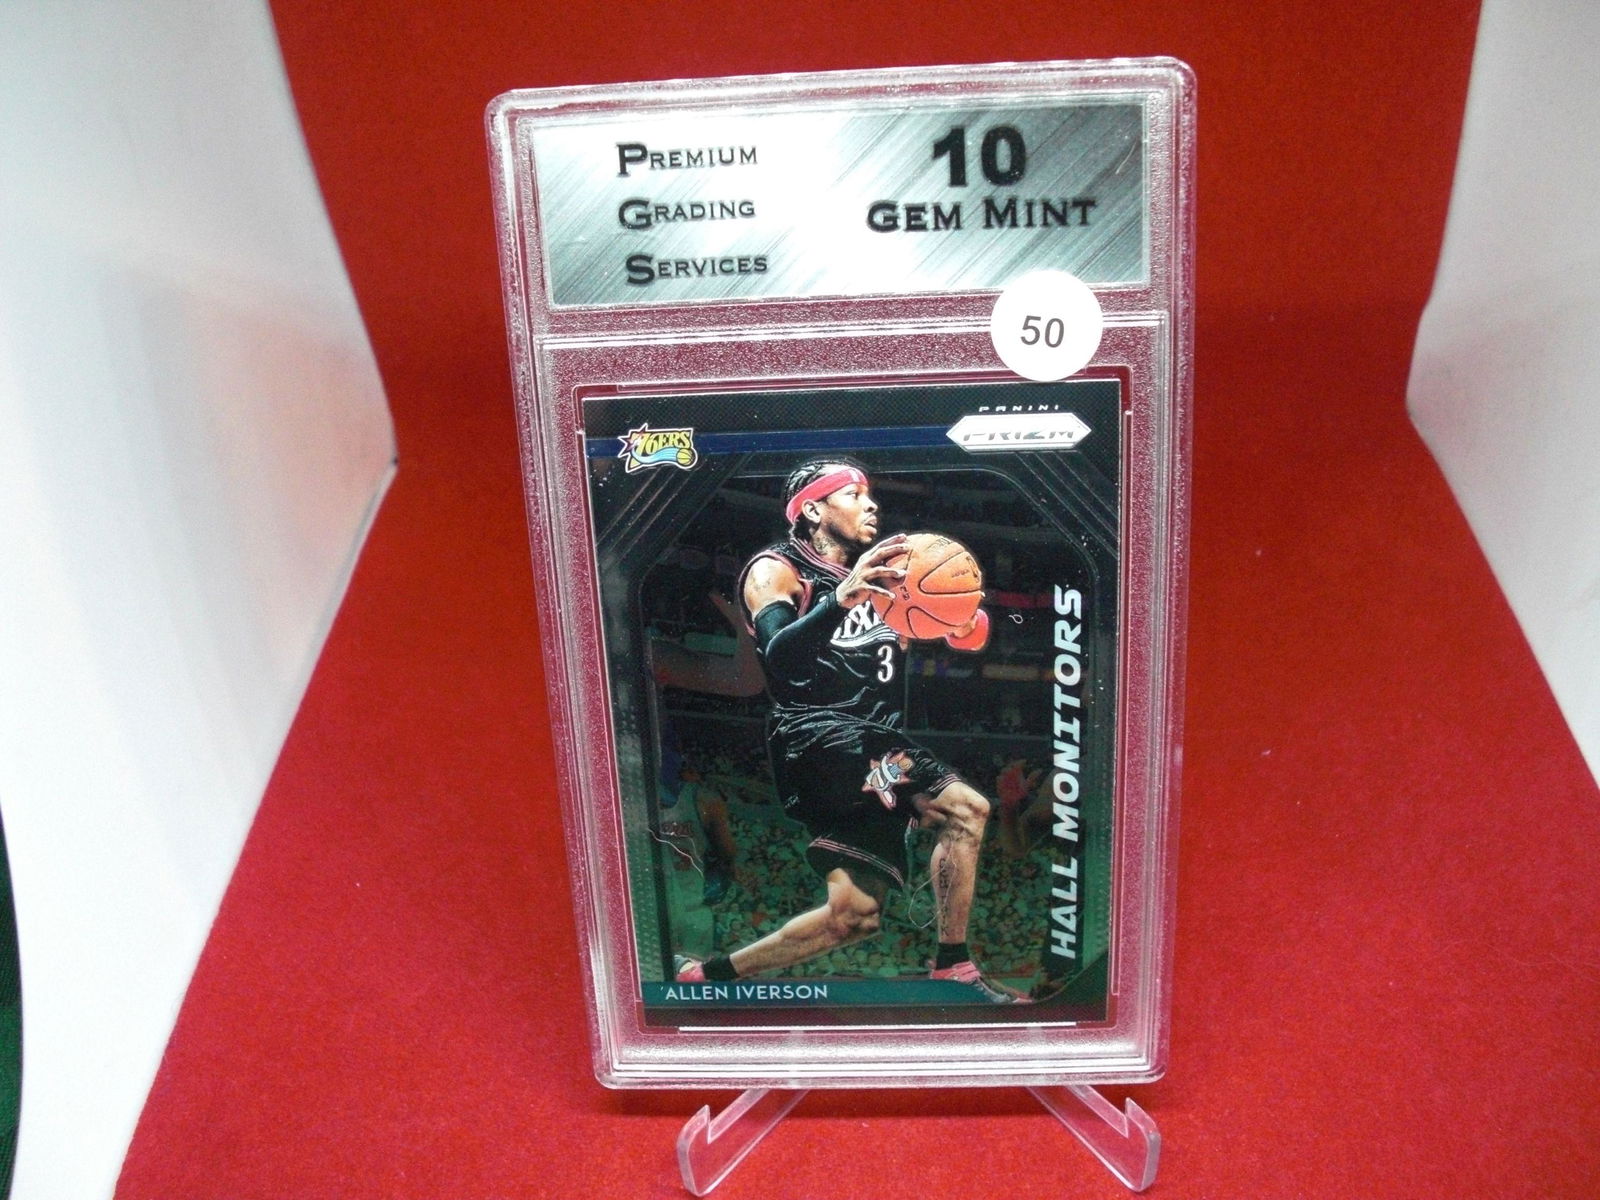 PREMIUM
GRADING
SERVICES
10
GEM MINT
50
76ERS
PANINI
PRIZM
3
HALL MONITORS
ALLEN IVERSON